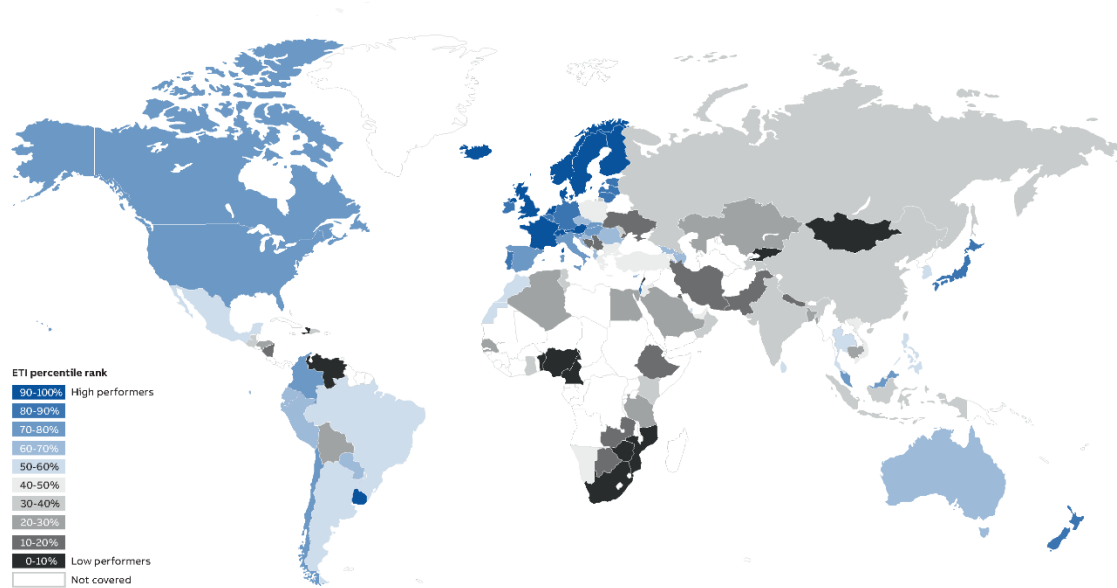 ETI percentile rank
90-100% High performers
80-90%
70-80%
60-70%
50-60%
40-50%
30-40%
20-30%
10-20%
0-10% Low performers
Not covered